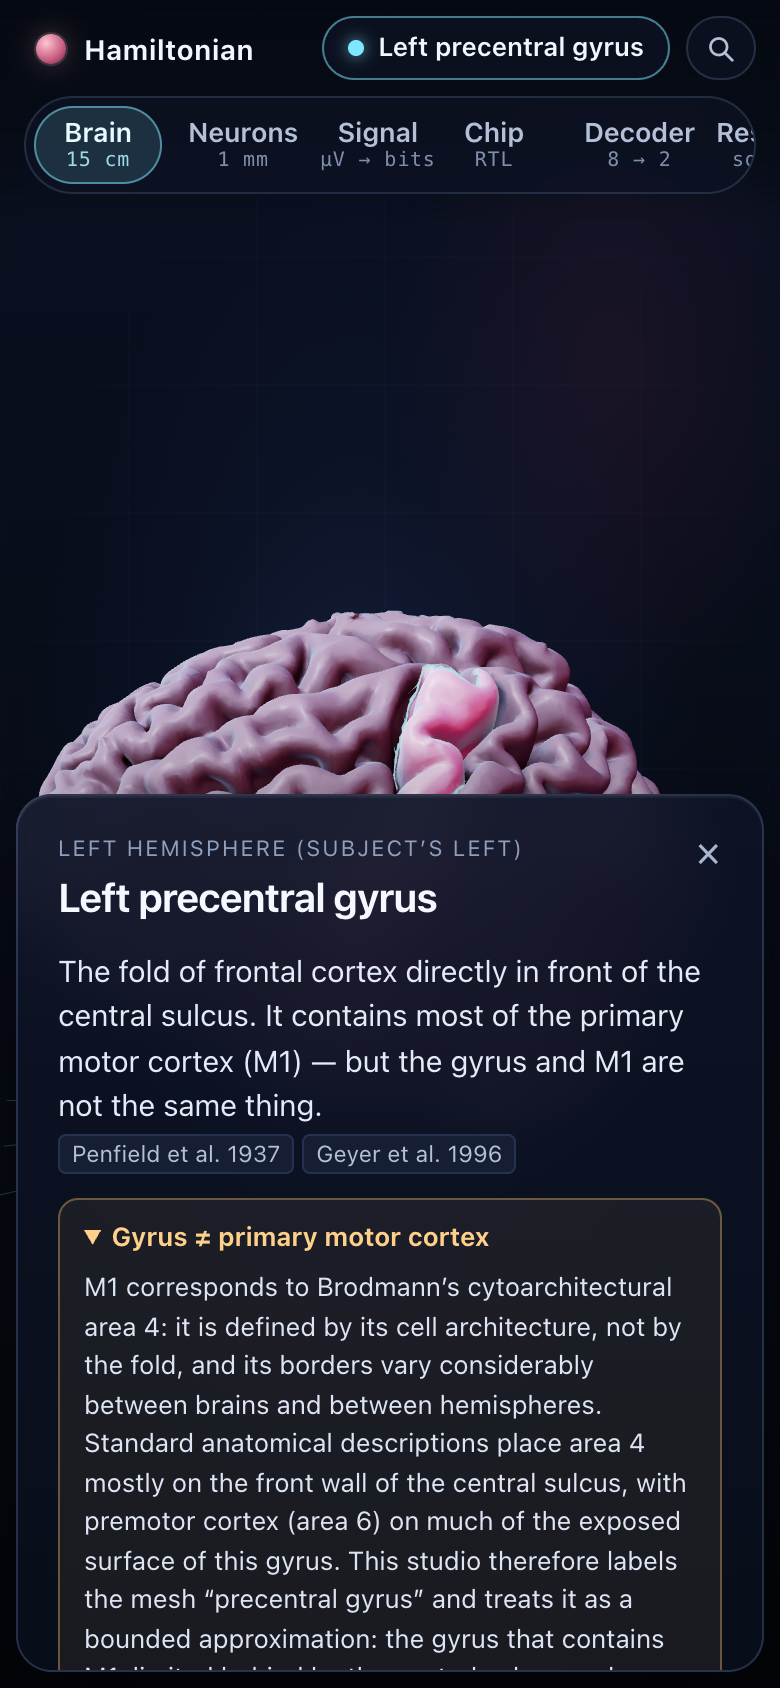 Hamiltonian
Left precentral gyrus
Brain
15 cm
Neurons
1 mm
Signal
µV → bits
Chip
RTL
Decoder
8 → 2
LEFT HEMISPHERE (SUBJECT’S LEFT)
Left precentral gyrus
The fold of frontal cortex directly in front of the
central sulcus. It contains most of the primary
motor cortex (M1) — but the gyrus and M1 are
not the same thing.
Penfield et al. 1937
Geyer et al. 1996
▼ Gyrus ≠ primary motor cortex
M1 corresponds to Brodmann’s cytoarchitectural
area 4: it is defined by its cell architecture, not by
the fold, and its borders vary considerably
between brains and between hemispheres.
Standard anatomical descriptions place area 4
mostly on the front wall of the central sulcus, with
premotor cortex (area 6) on much of the exposed
surface of this gyrus. This studio therefore labels
the mesh “precentral gyrus” and treats it as a
bounded approximation: the gyrus that contains